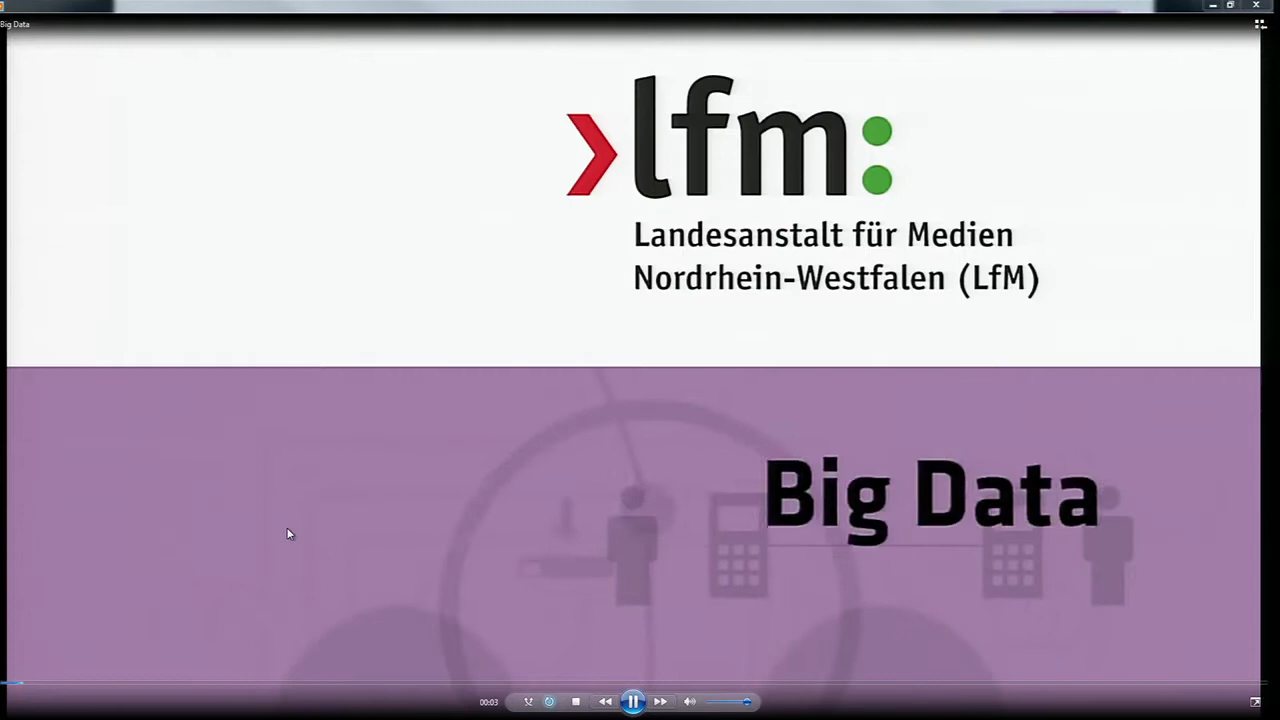 Big Data
lfm:
Landesanstalt für Medien
Nordrhein-Westfalen (LfM)
Big Data
00:03